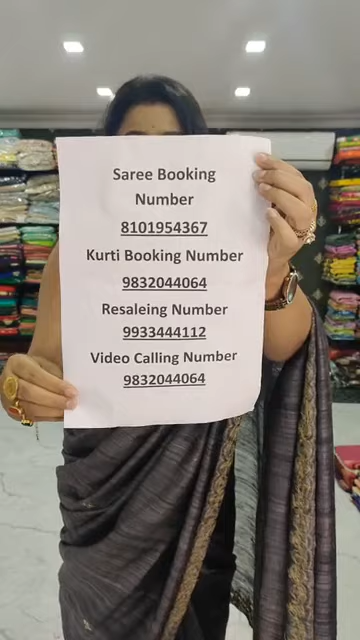 Saree Booking
Number
8101954367
Kurti Booking Number
9832044064
Resaleing Number
9933444112
Video Calling Number
9832044064